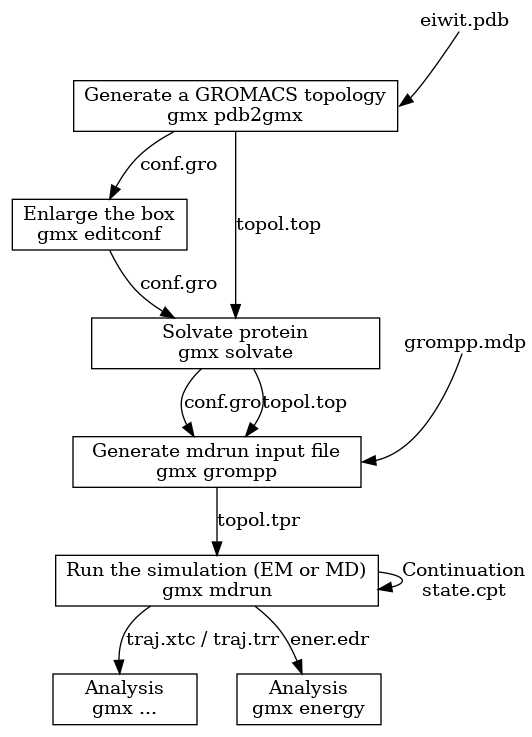 eiwit.pdb
Generate a GROMACS topology
gmx pdb2gmx
conf.gro
Enlarge the box
gmx editconf
topol.top
conf.gro
Solvate protein
gmx solvate
grompp.mdp
conf.gro
topol.top
Generate mdrun input file
gmx grompp
topol.tpr
Run the simulation (EM or MD)
gmx mdrun
Continuation
state.cpt
traj.xtc / traj.trr
ener.edr
Analysis
gmx ...
Analysis
gmx energy